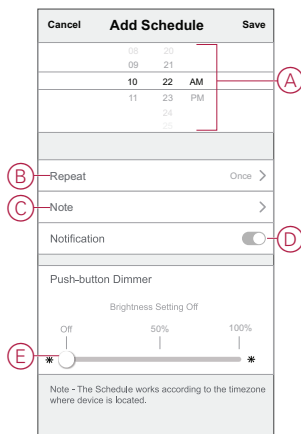 Cancel Add Schedule Save
08 20
09 21
10 22 AM
11 23 PM
24
25
A
B Repeat Once >
C Note >
Notification D
Push-button Dimmer
Brightness Setting Off
Off 50% 100%
E
Note - The Schedule works according to the timezone
where device is located.